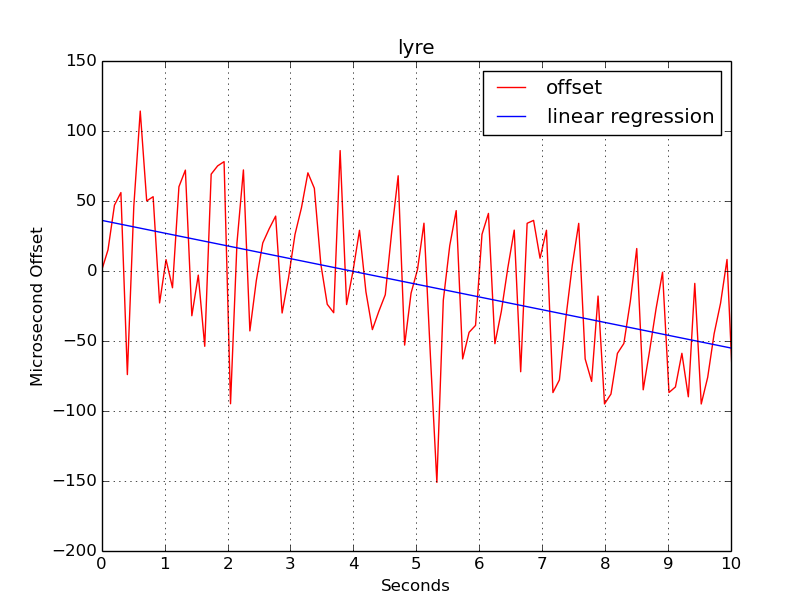 lyre
150
100
50
0
−50
−100
−150
−200
Microsecond Offset
offset
linear regression
0 1 2 3 4 5 6 7 8 9 10
Seconds